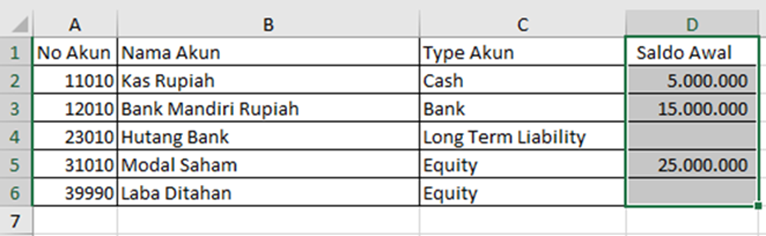 A B C D
1 No Akun Nama Akun Type Akun Saldo Awal
2 11010 Kas Rupiah Cash 5.000.000
3 12010 Bank Mandiri Rupiah Bank 15.000.000
4 23010 Hutang Bank Long Term Liability
5 31010 Modal Saham Equity 25.000.000
6 39990 Laba Ditahan Equity
7